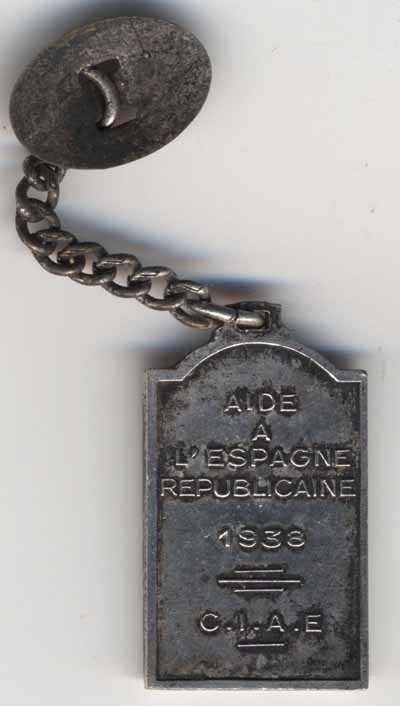 AIDE
A
L'ESPAGNE
REPUBLICAINE
1938
C.I.A.E